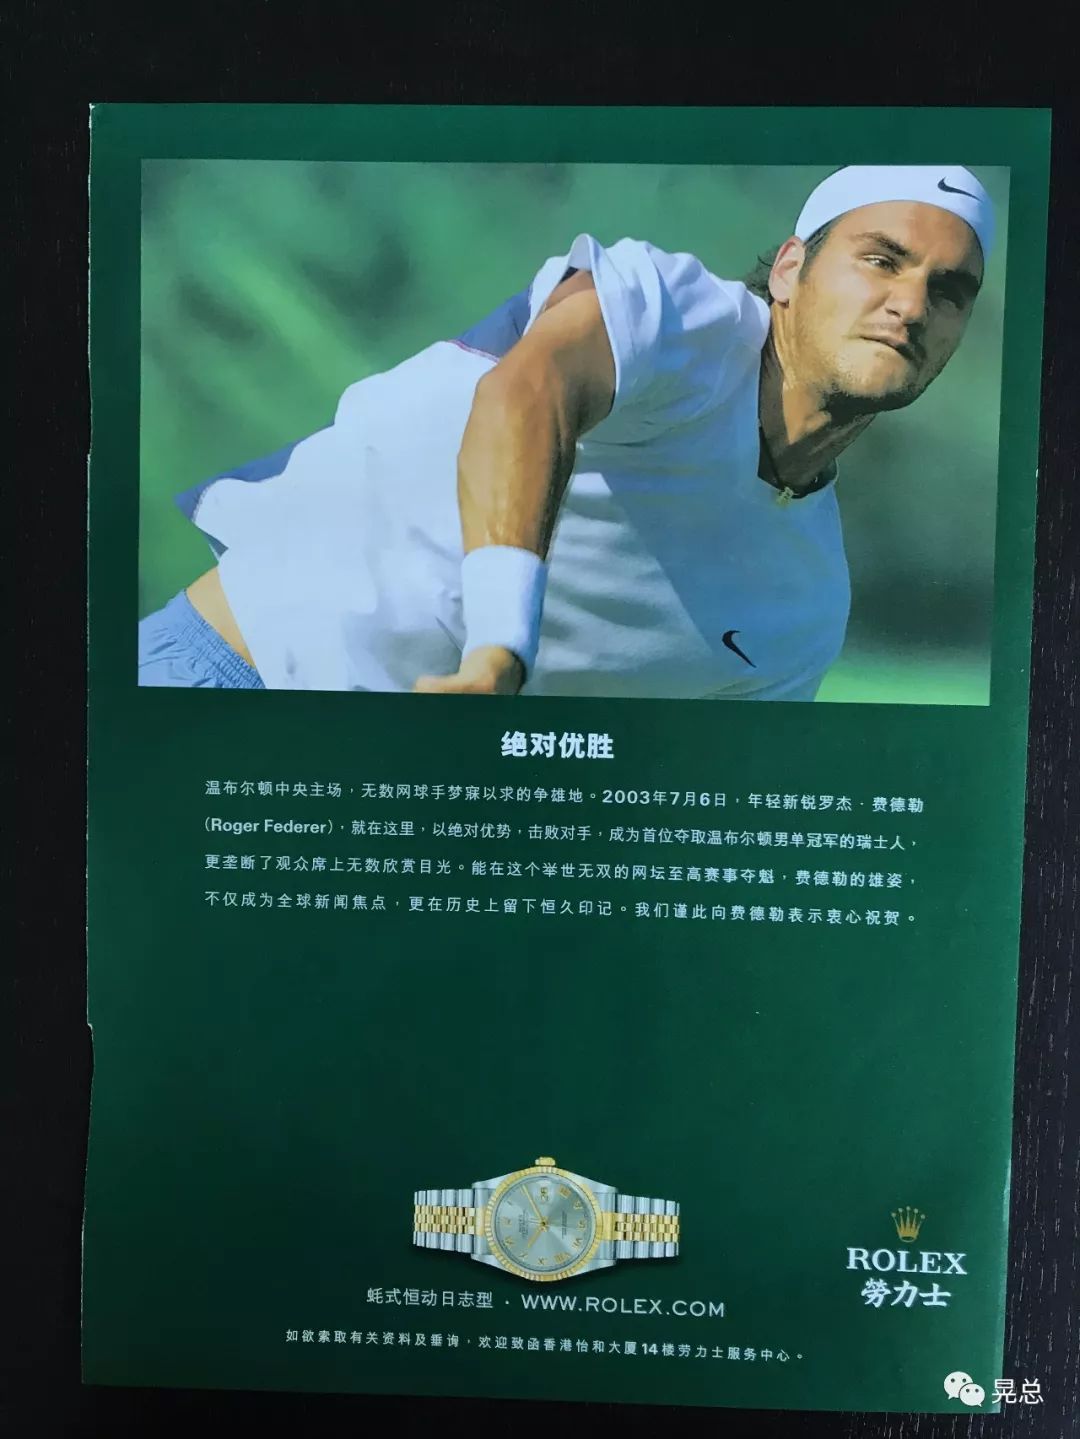 绝对优胜
温布尔顿中央主场，无数网球手梦寐以求的争雄地。2003年7月6日，年轻新锐罗杰·费德勒
(Roger Federer)，就在这里，以绝对优势，击败对手，成为首位夺取温布尔顿男单冠军的瑞士人，
更垄断了观众席上无数欣赏目光。能在这个举世无双的网坛至高赛事夺魁，费德勒的雄姿，
不仅成为全球新闻焦点，更在历史上留下恒久印记。我们谨此向费德勒表示衷心祝贺。
ROLEX
勞力士
蚝式恒动日志型·WWW.ROLEX.COM
如欲索取有关资料及垂询，欢迎致函香港怡和大厦14楼劳力士服务中心。
晃总